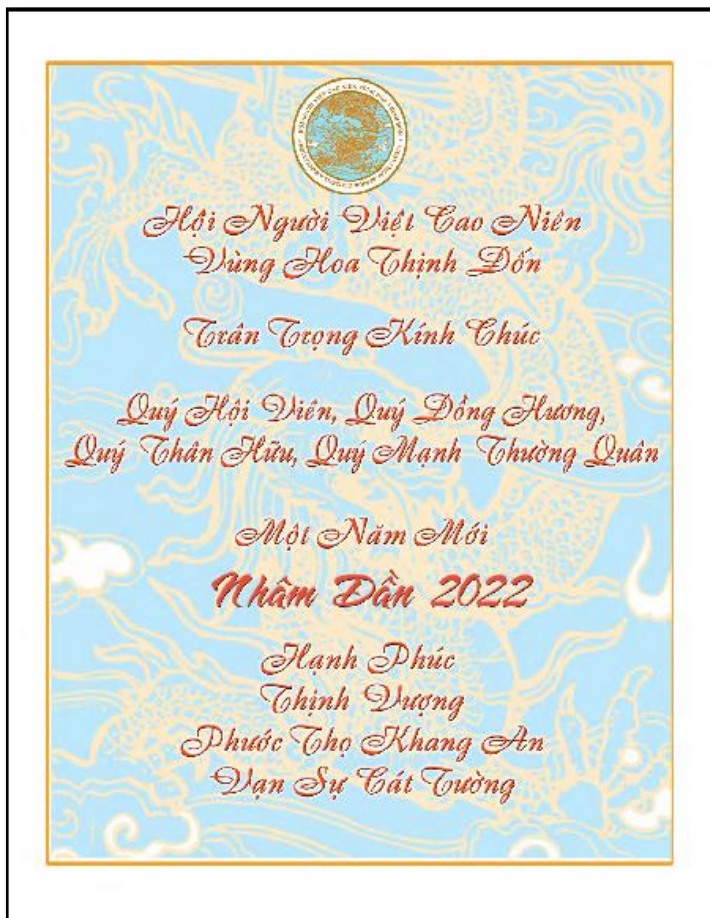 Hội Người Việt Cao Niên
Vùng Hoa Thịnh Đốn
Trân Trọng Kính Chúc
Quý Hội Viên, Quý Đồng Hương,
Quý Thân Hữu, Quý Mạnh Thường Quân
Một Năm Mới
Nhâm Dần 2022
Hạnh Phúc
Thịnh Vượng
Phước Thọ Khang An
Vạn Sự Cát Tường